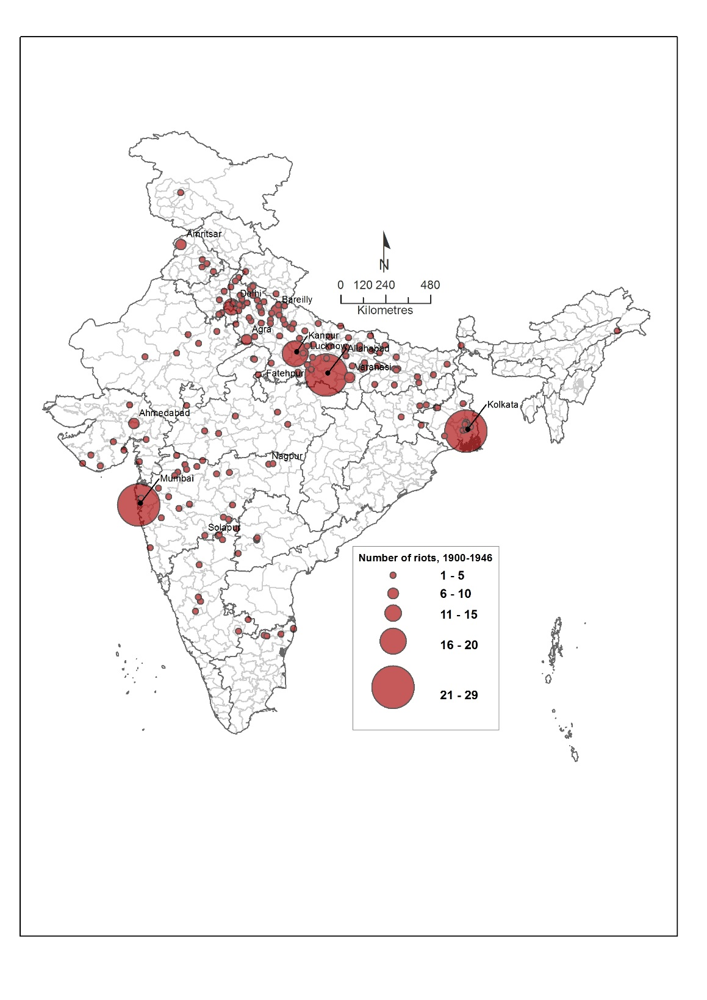 Amritsar
N
0 120 240 480
Kilometres
Delhi
Bareilly
Agra
Kanpur
Lucknow
Allahabad
Fatehpur
Varanasi
Kolkata
Ahmedabad
Nagpur
Mumbai
Solapur
Number of riots, 1900-1946
1 - 5
6 - 10
11 - 15
16 - 20
21 - 29